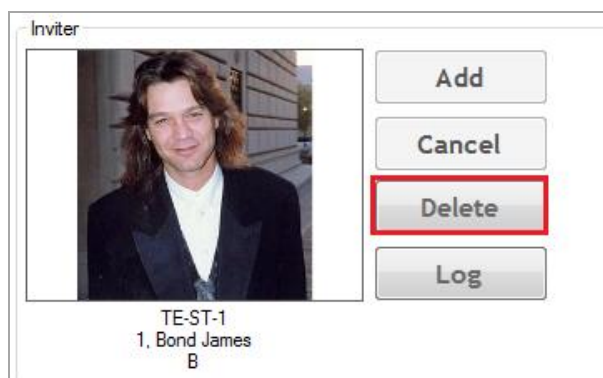 Inviter
Add
Cancel
Delete
Log
TE-ST-1
1, Bond James
B